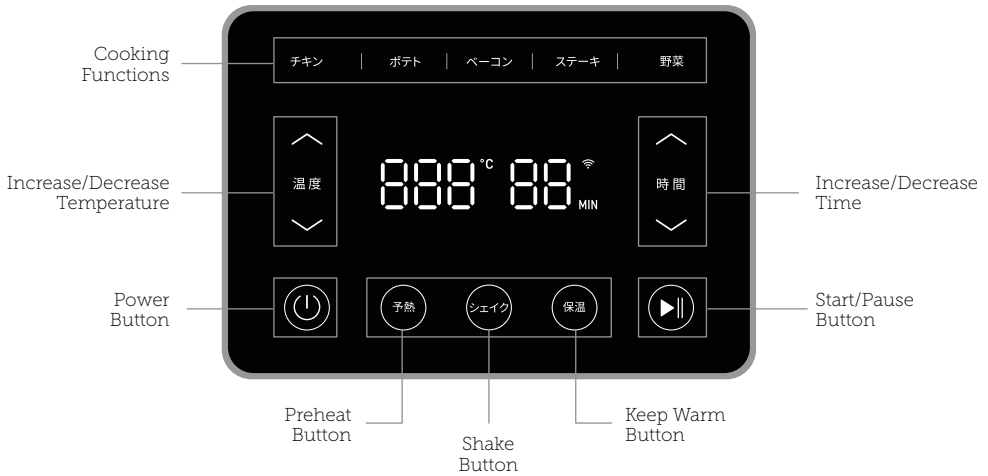 Cooking
Functions
チキン | ポテト | ベーコン | ステーキ | 野菜
Increase/Decrease
Temperature
温度
888 °C 88 MIN
時間
Increase/Decrease
Time
Power
Button
予熱
シェイク
保温
Start/Pause
Button
Preheat
Button
Shake
Button
Keep Warm
Button